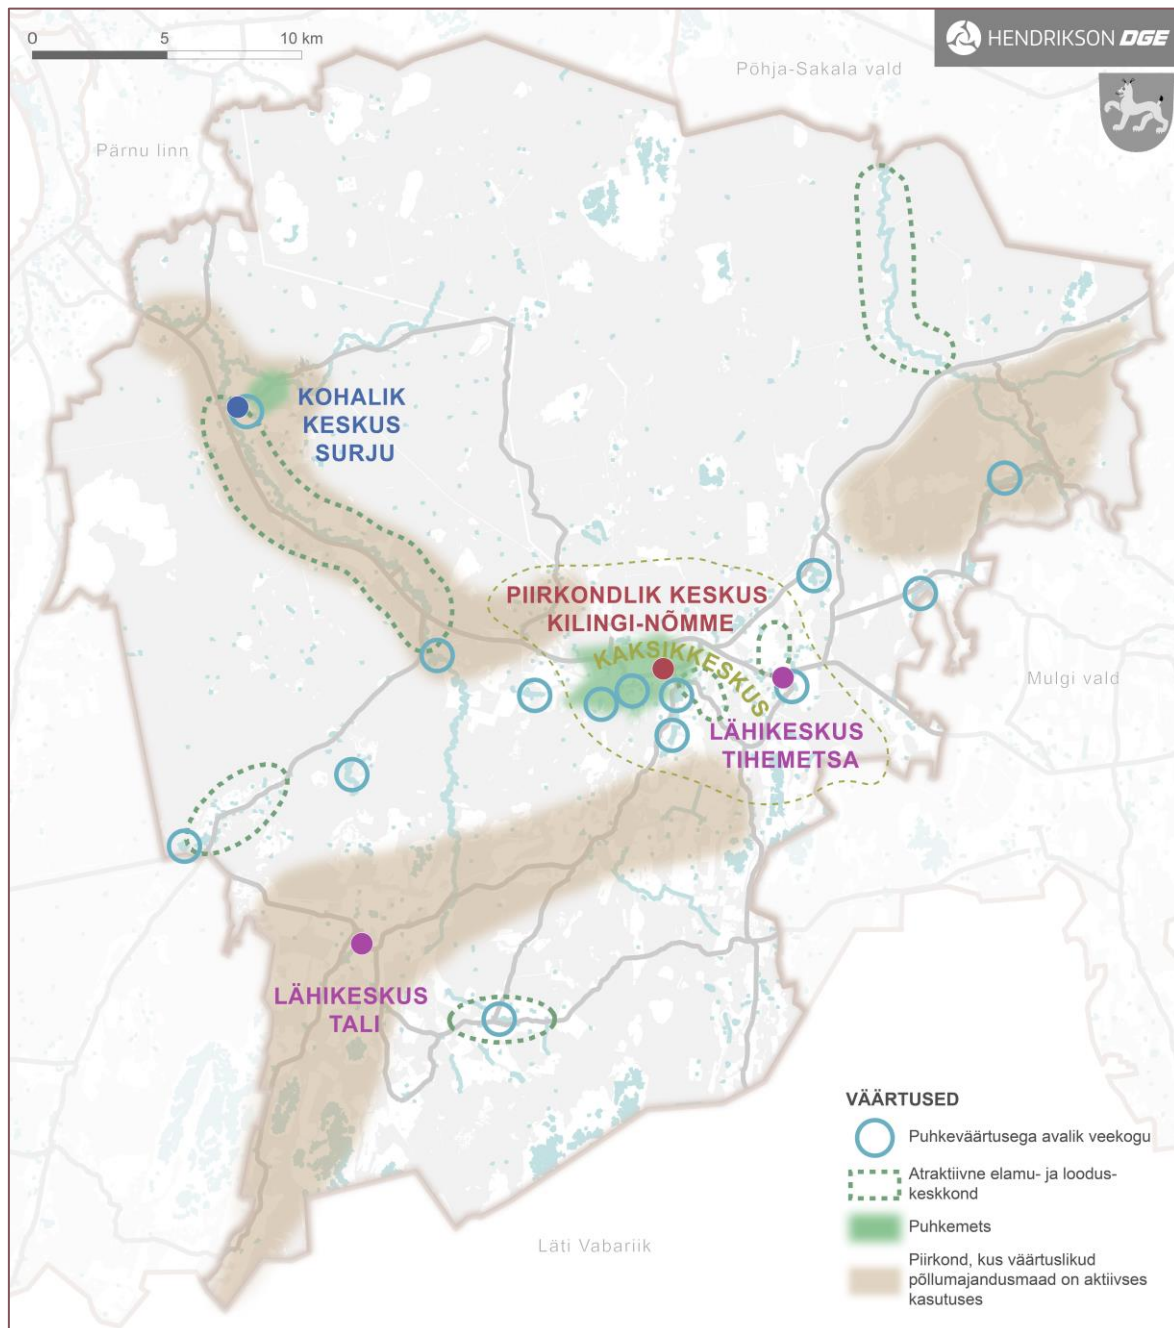 0 5 10 km
HENDRIKSON DGE
Põhja-Sakala vald
Pärnu linn
KOHALIK
KESKUS
SURJU
PIIRKONDLIK KESKUS
KILINGI-NÕMME
KAKSIKKESKUS
Mulgi vald
LÄHIKESKUS
TIHEMETSA
LÄHIKESKUS
TALI
Läti Vabariik
VÄÄRTUSED
Puhkeväärtusega avalik veekogu
Atraktiivne elamu- ja loodus-
keskkond
Puhkemets
Piirkond, kus väärtuslikud
põllumajandusmaad on aktiivses
kasutuses